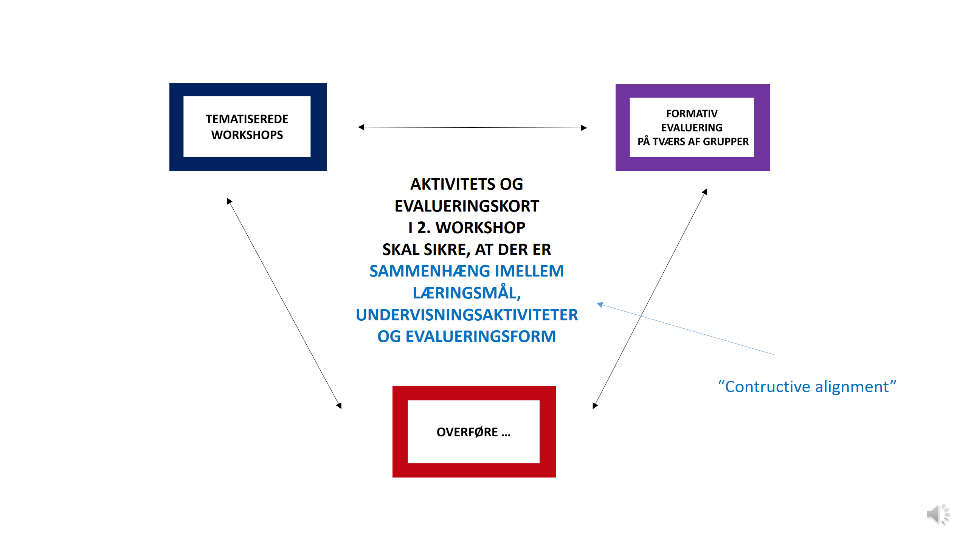 TEMATISEREDE
WORKSHOPS
FORMATIV
EVALUERING
PÅ TVÆRS AF GRUPPER
AKTIVITETS OG
EVALUERINGSKORT
I 2. WORKSHOP
SKAL SIKRE, AT DER ER
SAMMENHÆNG IMELLEM
LÆRINGSMÅL,
UNDERVISNINGSAKTIVITETER
OG EVALUERINGSFORM
“Contructive alignment”
OVERFØRE ...